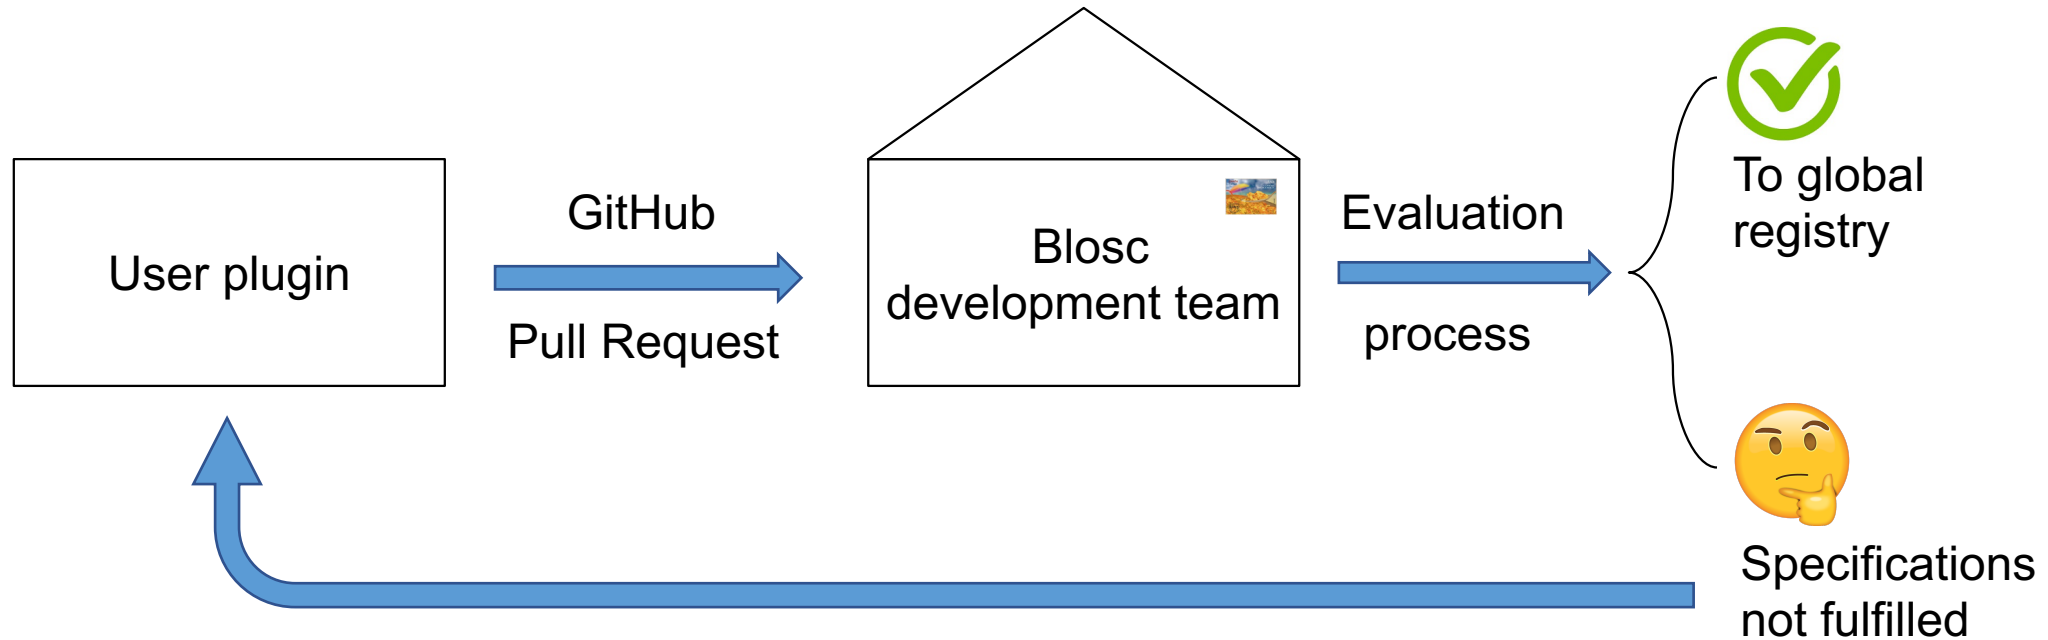 User plugin
GitHub
Pull Request
Blosc
development team
Evaluation
process
To global
registry
Specifications
not fulfilled